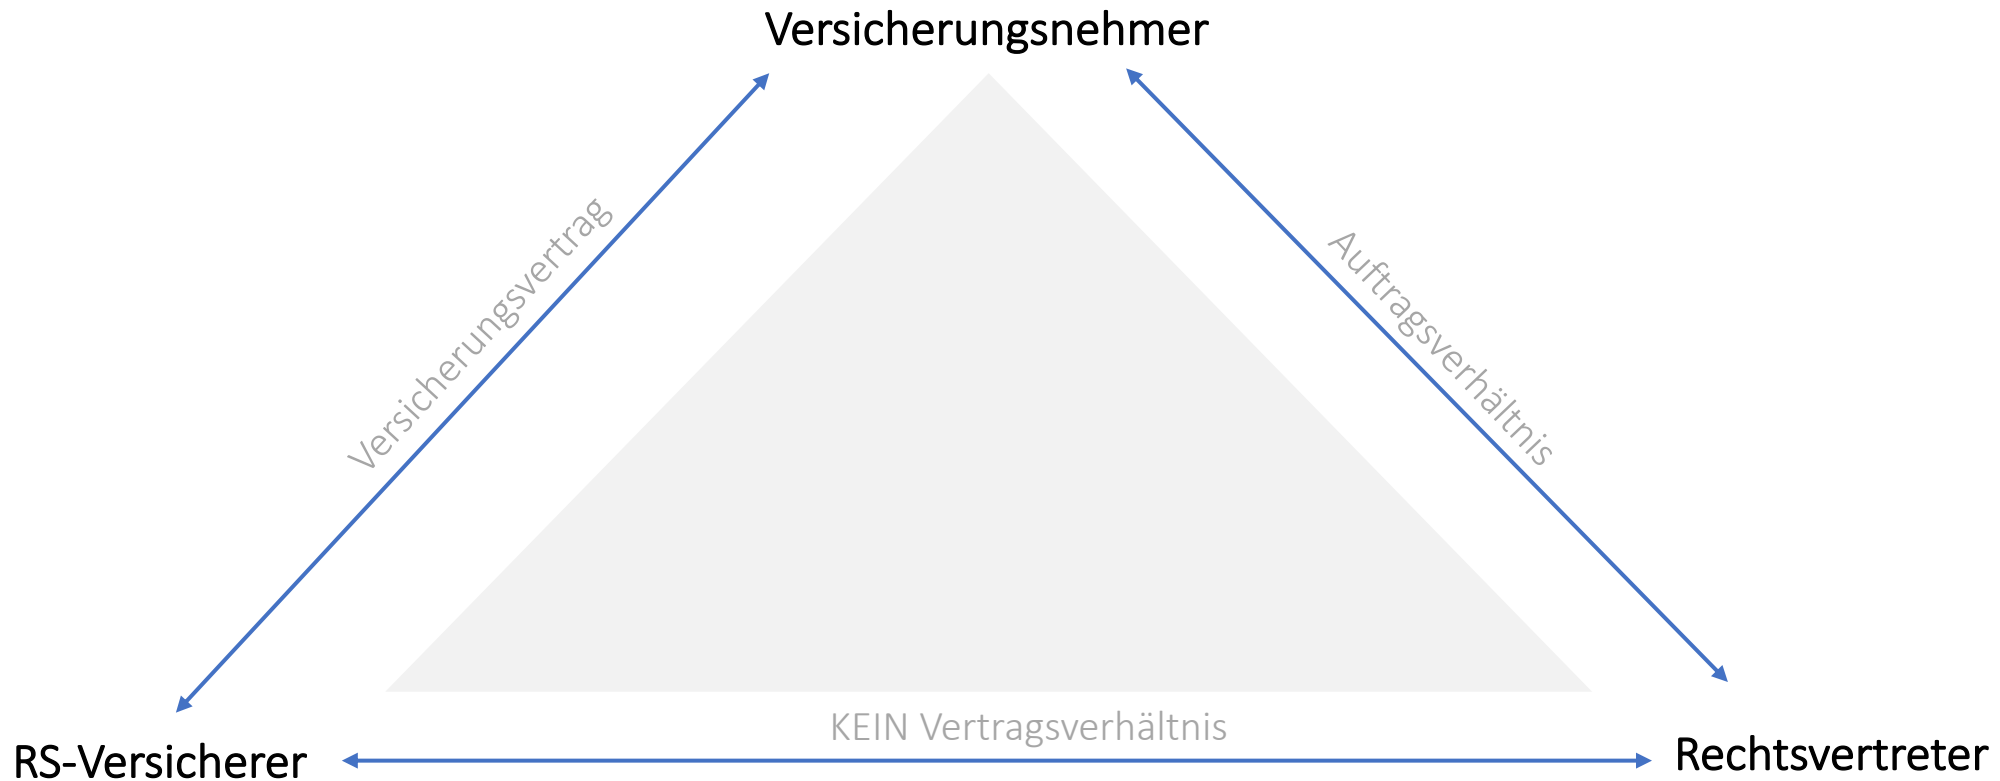 Versicherungsnehmer
Versicherungsvertrag
Auftragsverhältnis
KEIN Vertragsverhältnis
RS-Versicherer
Rechtsvertreter